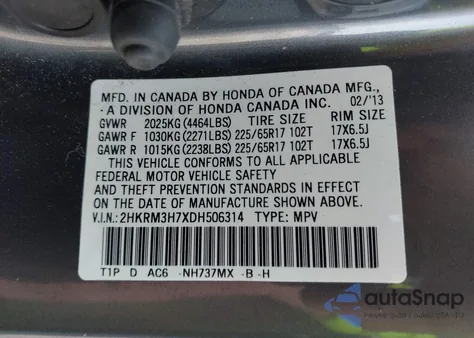 MFD. IN CANADA BY HONDA OF CANADA MFG.,
A DIVISION OF HONDA CANADA INC. 02/'13
GVWR 2025KG (4464LBS) TIRE SIZE RIM SIZE
GAWR F 1030KG (2271LBS) 225/65R17 102T 17X6.5J
GAWR R 1015KG (2238LBS) 225/65R17 102T 17X6.5J
THIS VEHICLE CONFORMS TO ALL APPLICABLE
FEDERAL MOTOR VEHICLE SAFETY
AND THEFT PREVENTION STANDARDS IN EFFECT
ON THE DATE OF MANUFACTURE SHOWN ABOVE.
V.I.N.: 2HKRM3H7XDH506314 TYPE: MPV
T1P D AC6 -NH737MX -B -H
autoSnap